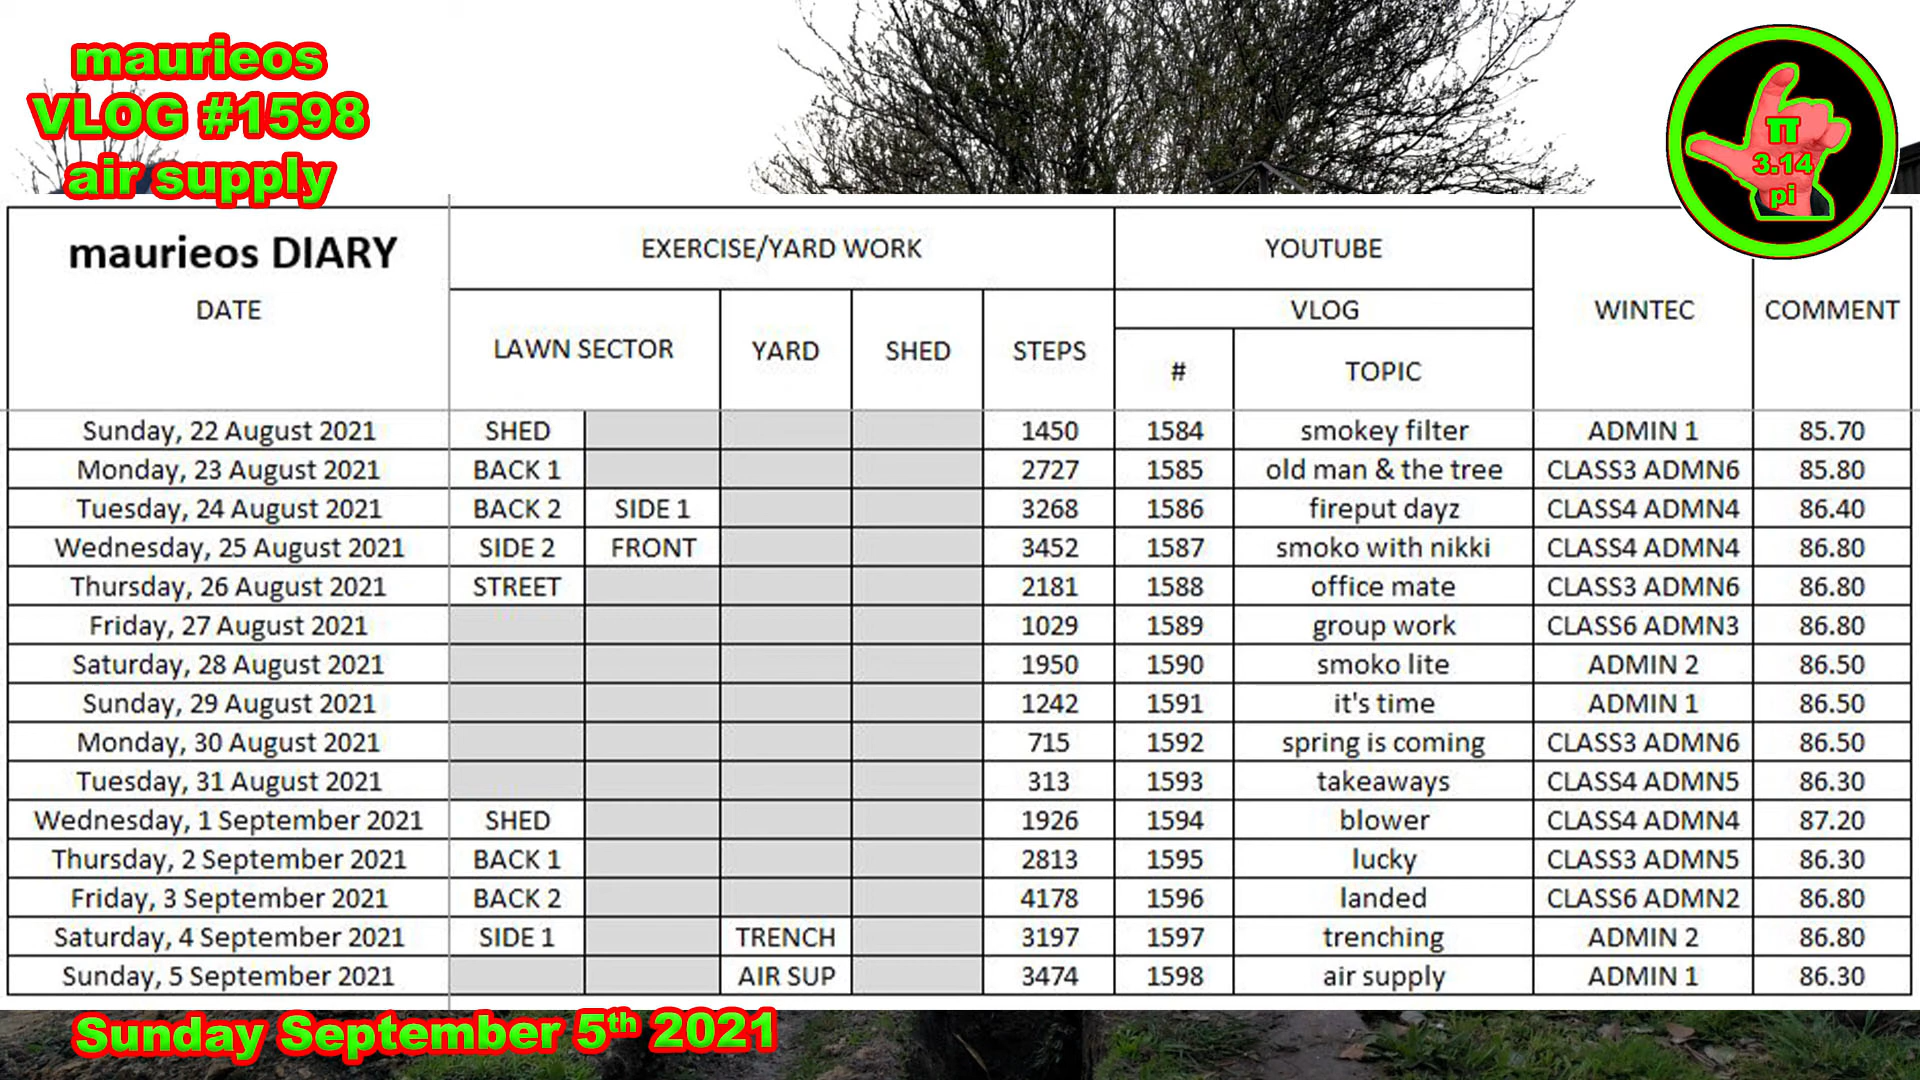 maurieos
VLOG #1598
air supply
π
3.14
pi
maurieos DIARY
DATE
EXERCISE/YARD WORK
YOUTUBE
WINTEC
COMMENT
LAWN SECTOR
YARD
SHED
STEPS
VLOG
#
TOPIC
Sunday, 22 August 2021 SHED 1450 1584 smokey filter ADMIN 1 85.70
Monday, 23 August 2021 BACK 1 2727 1585 old man & the tree CLASS3 ADMN6 85.80
Tuesday, 24 August 2021 BACK 2 SIDE 1 3268 1586 fireput dayz CLASS4 ADMN4 86.40
Wednesday, 25 August 2021 SIDE 2 FRONT 3452 1587 smoko with nikki CLASS4 ADMN4 86.80
Thursday, 26 August 2021 STREET 2181 1588 office mate CLASS3 ADMN6 86.80
Friday, 27 August 2021 1029 1589 group work CLASS6 ADMN3 86.80
Saturday, 28 August 2021 1950 1590 smoko lite ADMIN 2 86.50
Sunday, 29 August 2021 1242 1591 it's time ADMIN 1 86.50
Monday, 30 August 2021 715 1592 spring is coming CLASS3 ADMN6 86.50
Tuesday, 31 August 2021 313 1593 takeaways CLASS4 ADMN5 86.30
Wednesday, 1 September 2021 SHED 1926 1594 blower CLASS4 ADMN4 87.20
Thursday, 2 September 2021 BACK 1 2813 1595 lucky CLASS3 ADMN5 86.30
Friday, 3 September 2021 BACK 2 4178 1596 landed CLASS6 ADMN2 86.80
Saturday, 4 September 2021 SIDE 1 TRENCH 3197 1597 trenching ADMIN 2 86.80
Sunday, 5 September 2021 AIR SUP 3474 1598 air supply ADMIN 1 86.30
Sunday September 5th 2021